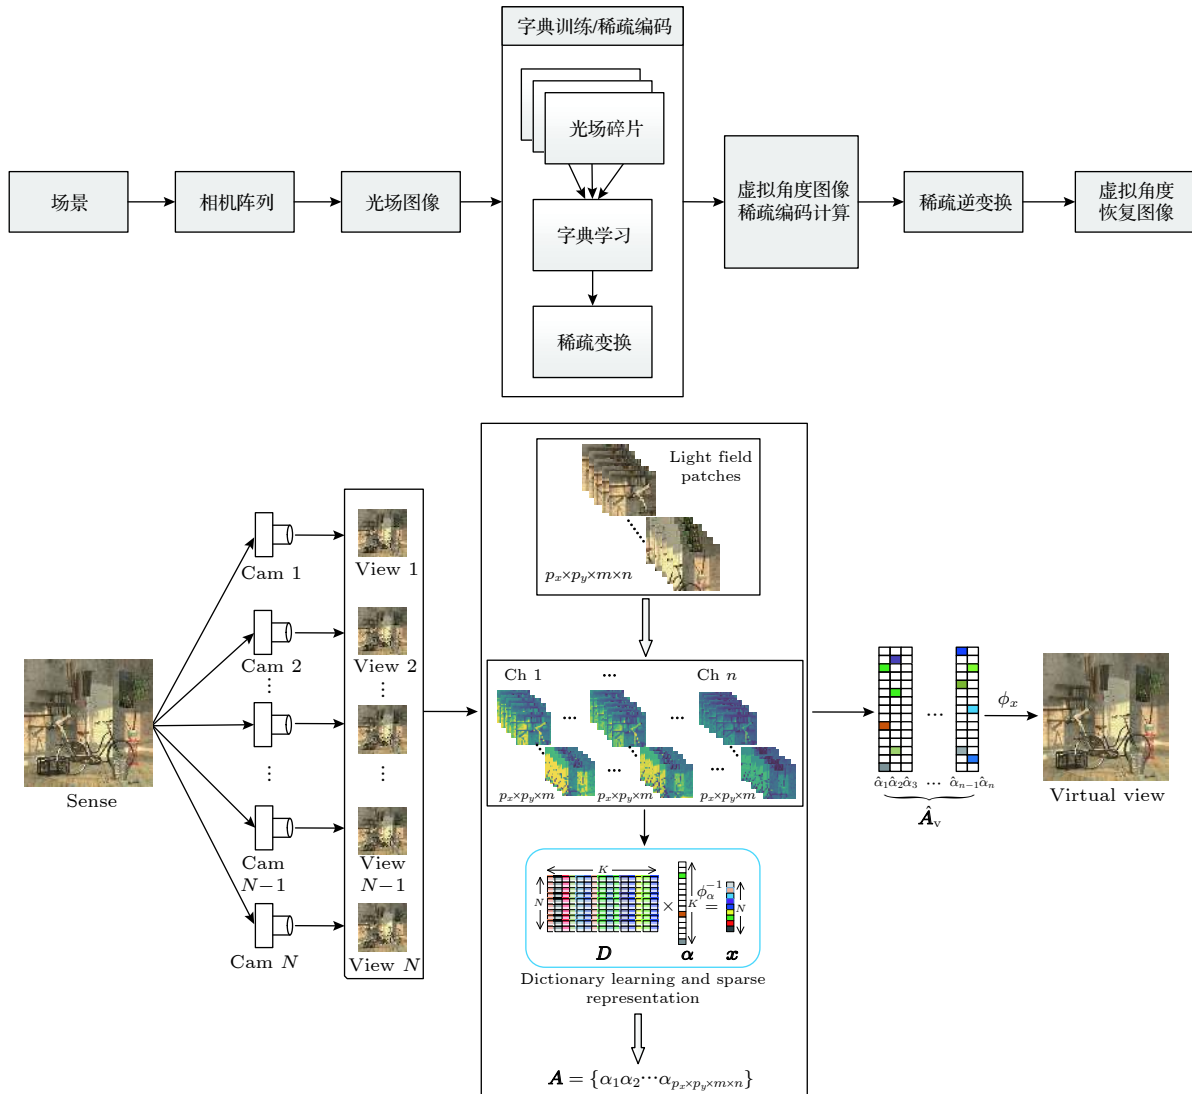 字典训练/稀疏编码
光场碎片
场景
相机阵列
光场图像
字典学习
虚拟角度图像
稀疏编码计算
稀疏逆变换
虚拟角度
恢复图像
稀疏变换
Light field
patches
p_x×p_y×m×n
Cam 1
View 1
Cam 2
View 2
⋯
⋮
⋯
⋮
Cam
N−1
View
N−1
Cam N
View N
Sense
Ch 1
⋯
Ch n
⋯
⋯
⋯
⋯
p_x×p_y×m
p_x×p_y×m
p_x×p_y×m
K
N
×
K
ϕ_α^{−1}
=
N
D
α
x
Dictionary learning and sparse
representation
A = {α_1α_2⋯α_{p_x×p_y×m×n}}
⋯
ϕ_x
α̂_1α̂_2α̂_3 ⋯ α̂_{n−1}α̂_n
Â_v
Virtual view